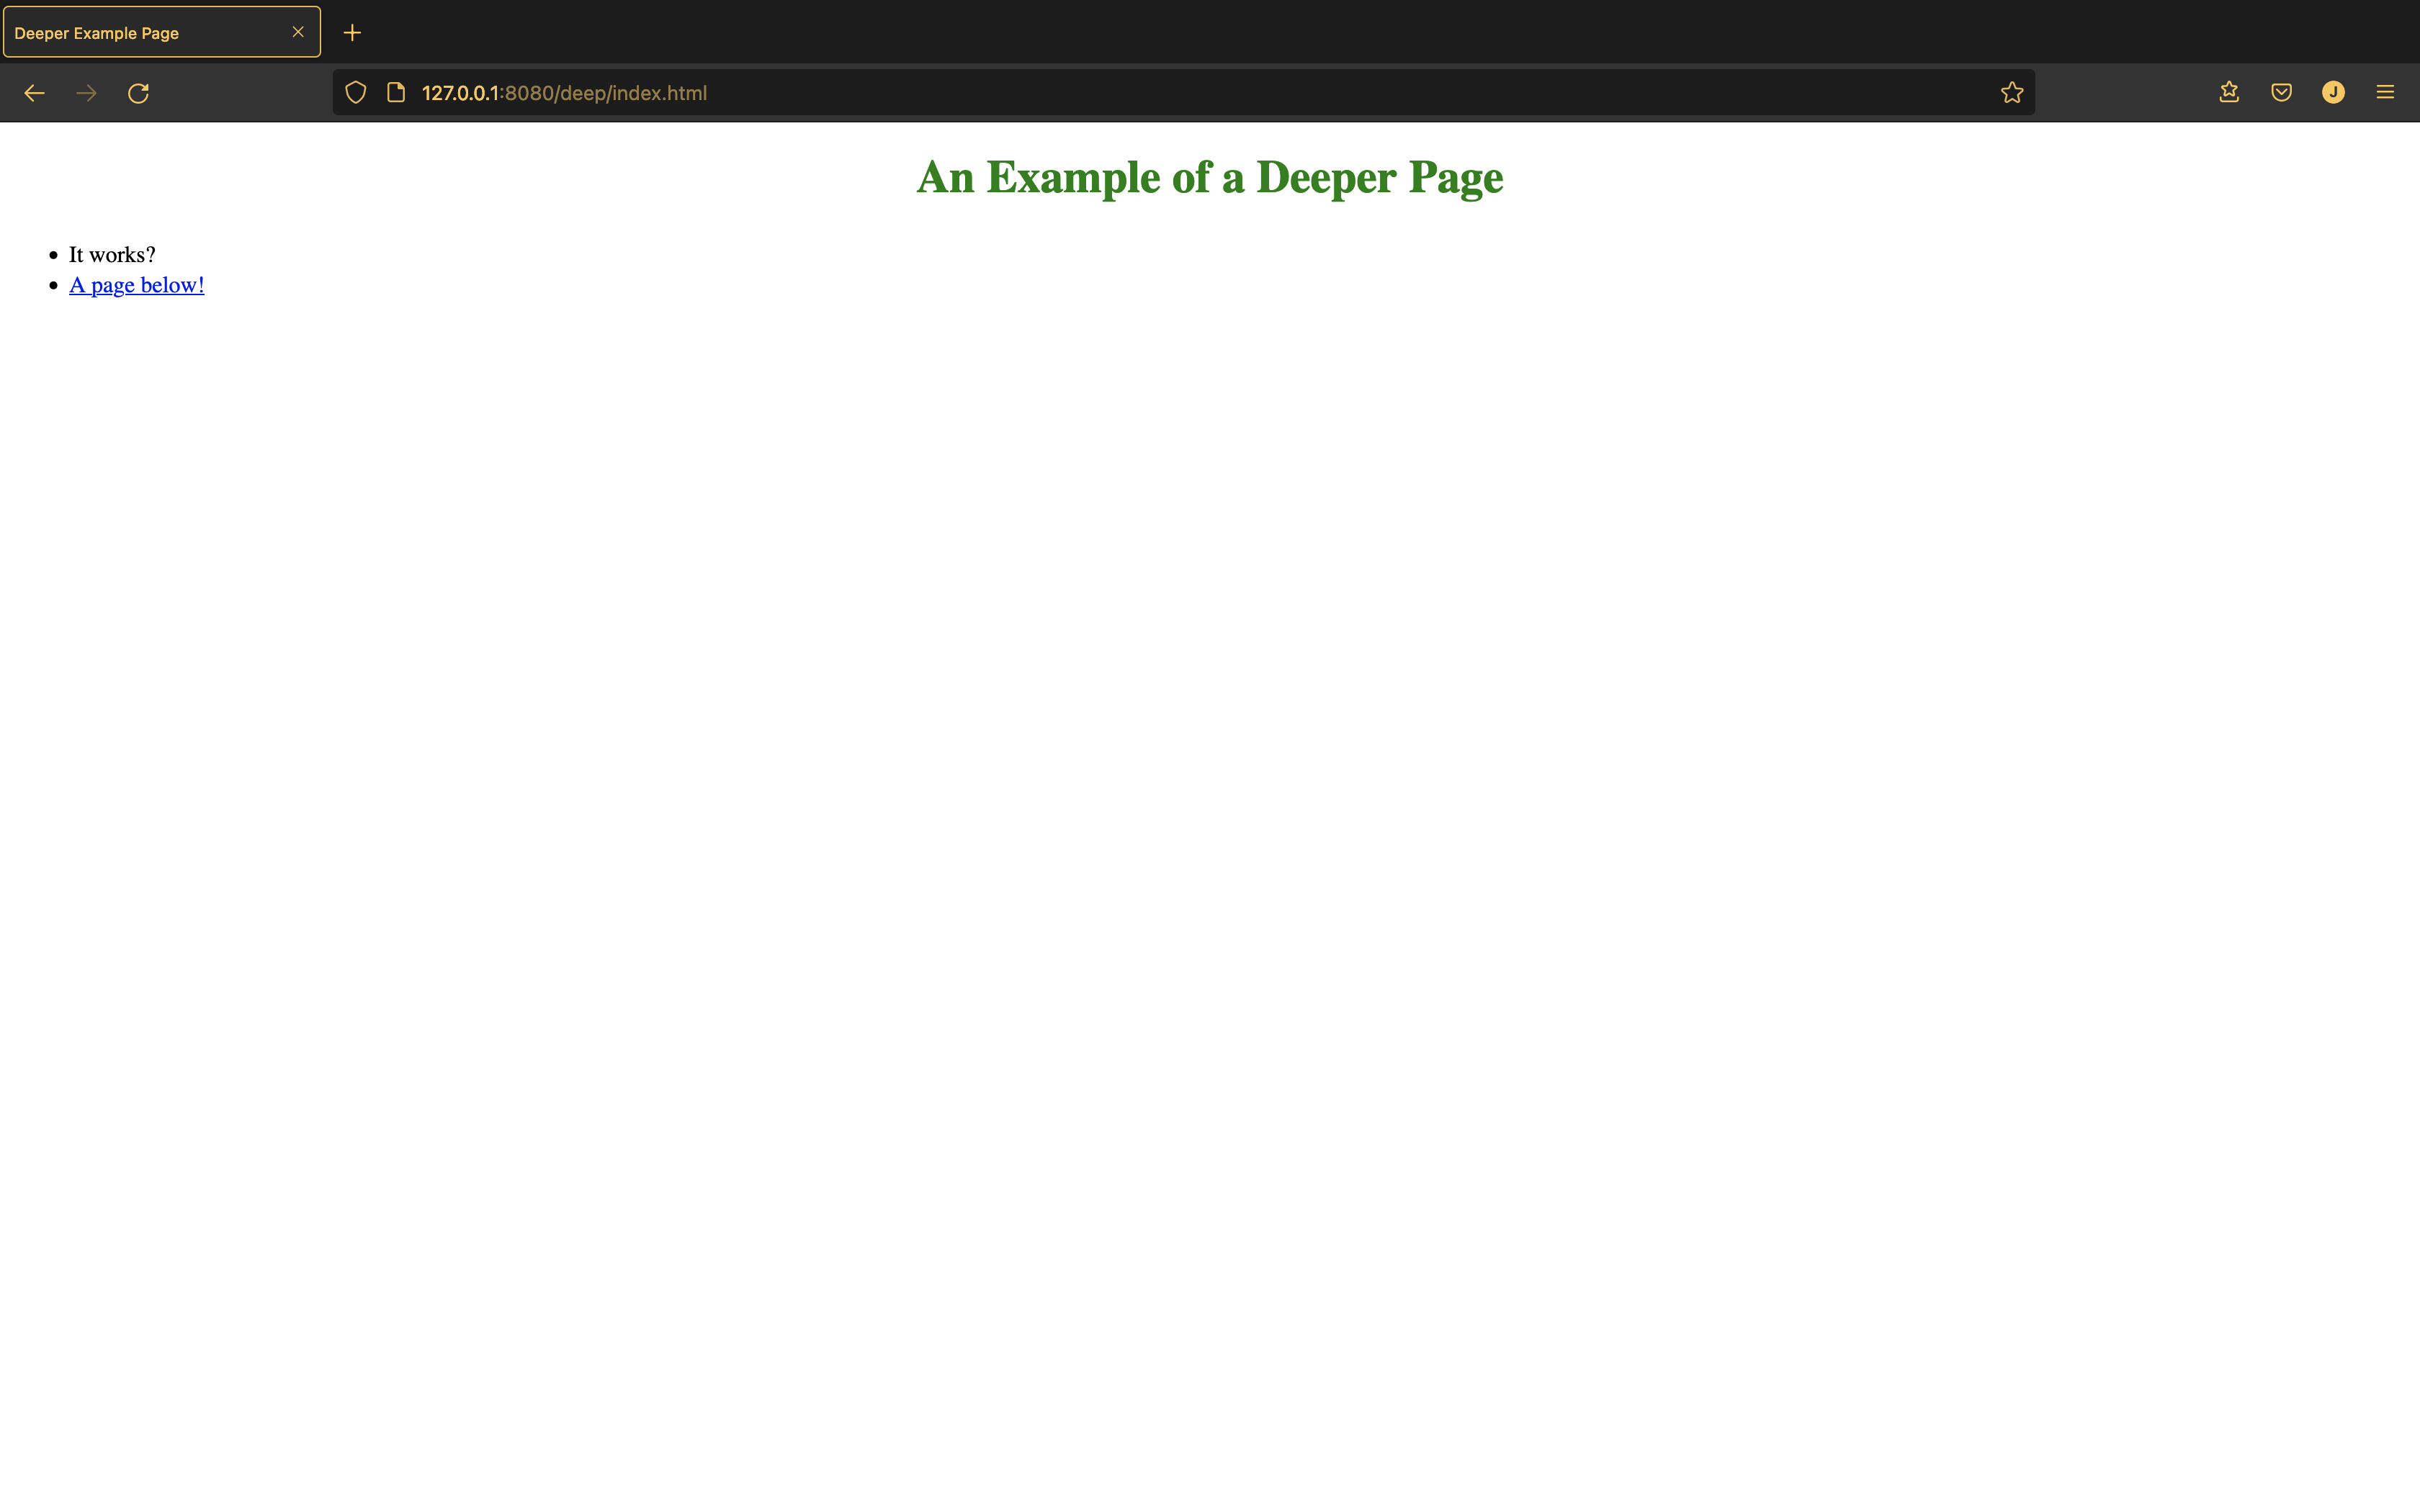 Deeper Example Page
127.0.0.1:8080/deep/index.html
J
An Example of a Deeper Page
It works?
A page below!